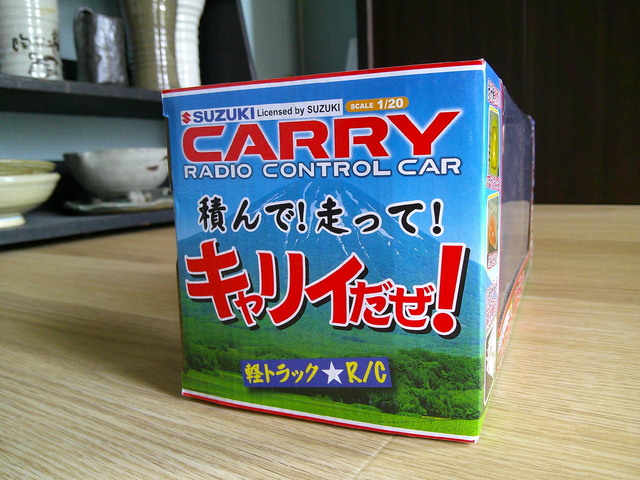 SUZUKI Licensed by SUZUKI SCALE 1/20
CARRY
RADIO CONTROL CAR
積んで!走って!
キャリイだぜ!
軽トラック★R/C